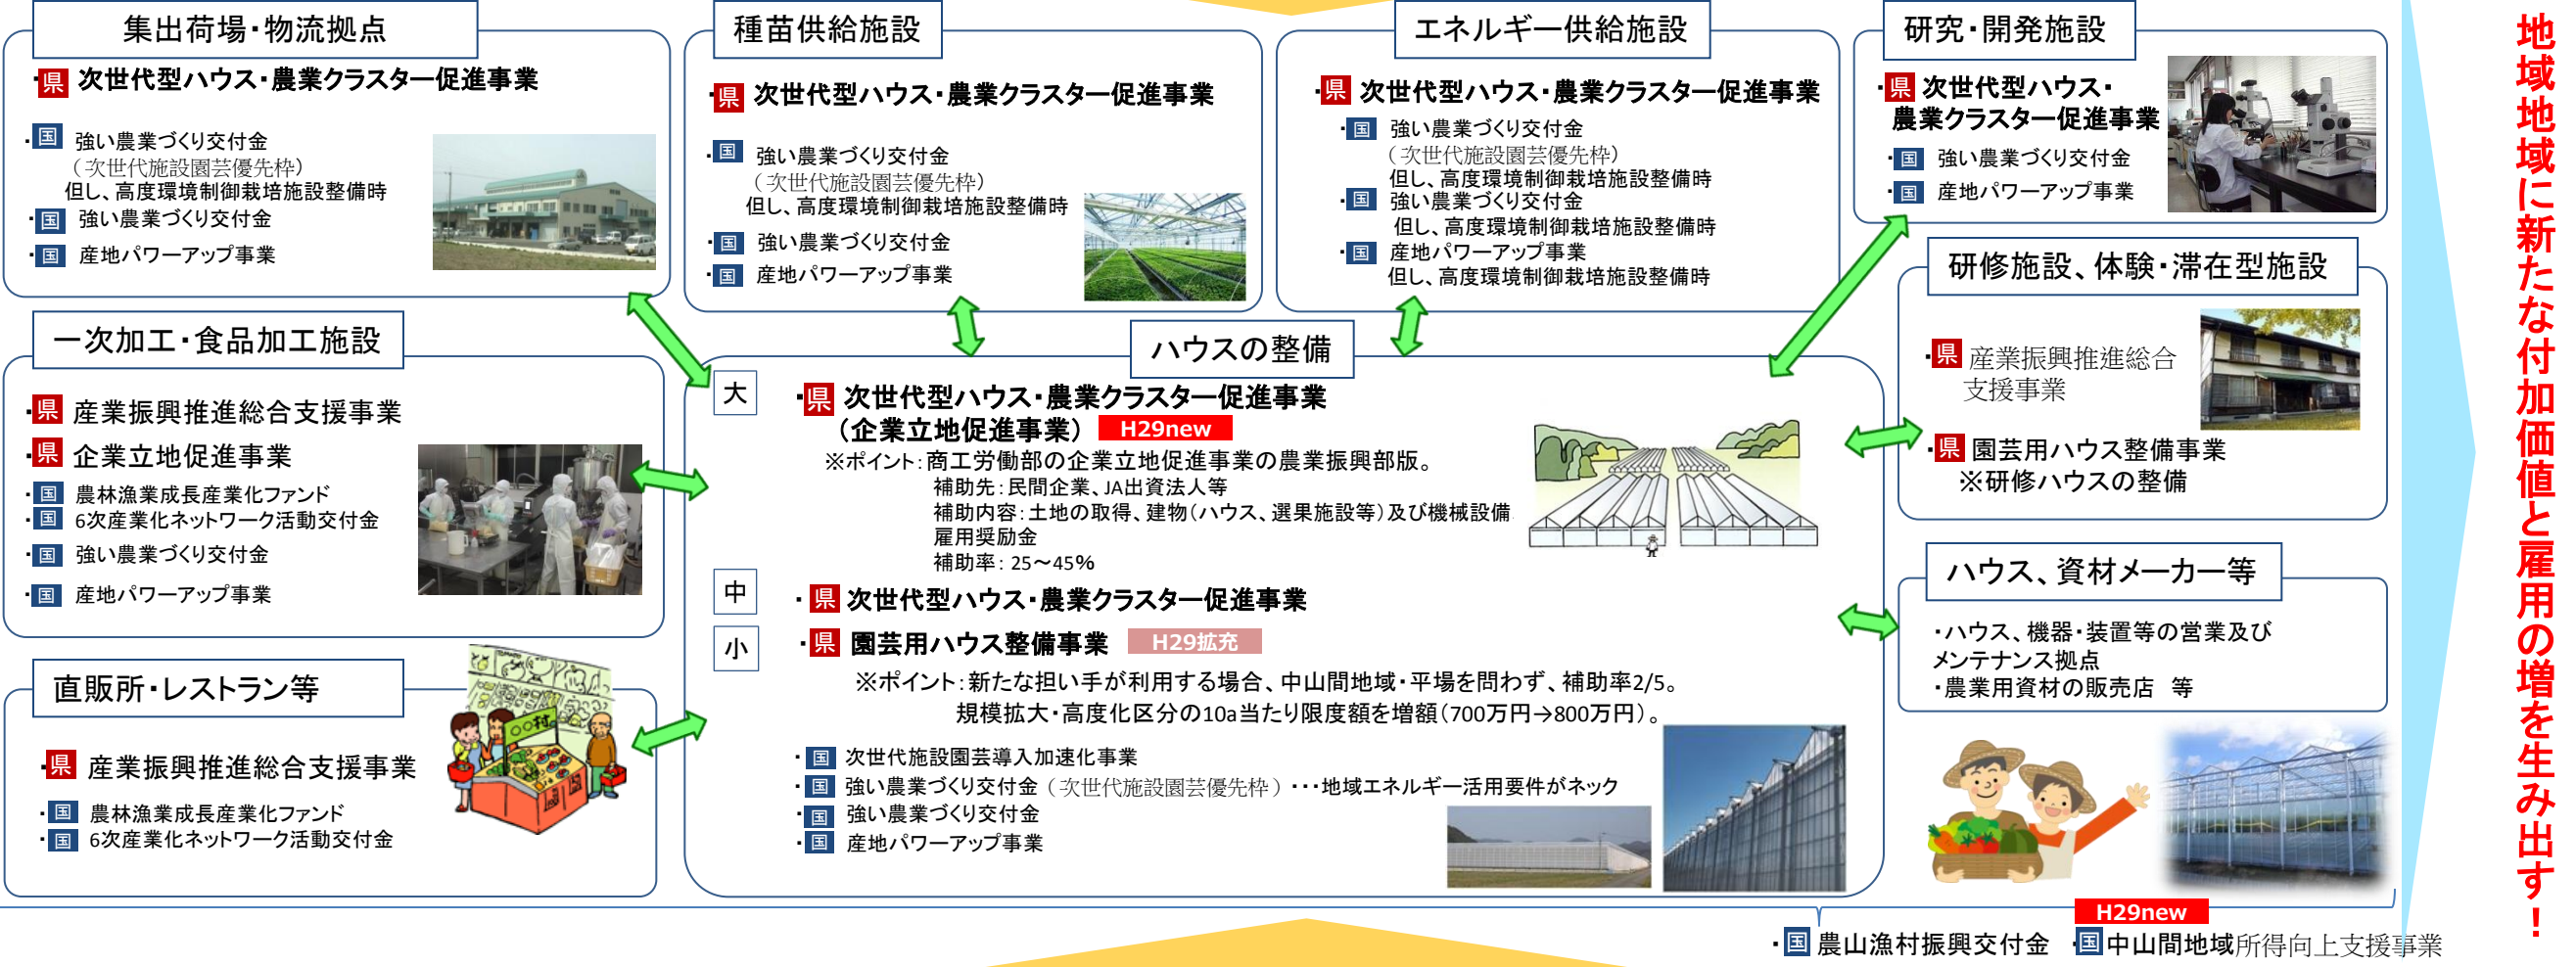 集出荷場・物流拠点
・県 次世代型ハウス・農業クラスター促進事業
・国 強い農業づくり交付金
（次世代施設園芸優先枠）
但し、高度環境制御栽培施設整備時
・国 強い農業づくり交付金
・国 産地パワーアップ事業
種苗供給施設
・県 次世代型ハウス・農業クラスター促進事業
・国 強い農業づくり交付金
（次世代施設園芸優先枠）
但し、高度環境制御栽培施設整備時
・国 強い農業づくり交付金
・国 産地パワーアップ事業
エネルギー供給施設
・県 次世代型ハウス・農業クラスター促進事業
・国 強い農業づくり交付金
（次世代施設園芸優先枠）
但し、高度環境制御栽培施設整備時
・国 強い農業づくり交付金
但し、高度環境制御栽培施設整備時
・国 産地パワーアップ事業
但し、高度環境制御栽培施設整備時
研究・開発施設
・県 次世代型ハウス・
農業クラスター促進事業
・国 強い農業づくり交付金
・国 産地パワーアップ事業
研修施設、体験・滞在型施設
・県 産業振興推進総合
支援事業
・県 園芸用ハウス整備事業
※研修ハウスの整備
一次加工・食品加工施設
・県 産業振興推進総合支援事業
・県 企業立地促進事業
・国 農林漁業成長産業化ファンド
・国 6次産業化ネットワーク活動交付金
・国 強い農業づくり交付金
・国 産地パワーアップ事業
直販所・レストラン等
・県 産業振興推進総合支援事業
・国 農林漁業成長産業化ファンド
・国 6次産業化ネットワーク活動交付金
村
ハウスの整備
大
・県 次世代型ハウス・農業クラスター促進事業
（企業立地促進事業） H29new
※ポイント：商工労働部の企業立地促進事業の農業振興部版。
補助先：民間企業、JA出資法人等
補助内容：土地の取得、建物（ハウス、選果施設等）及び機械設備
雇用奨励金
補助率：25～45％
中
・県 次世代型ハウス・農業クラスター促進事業
小
・県 園芸用ハウス整備事業 H29拡充
※ポイント：新たな担い手が利用する場合、中山間地域・平場を問わず、補助率2/5。
規模拡大・高度化区分の10a当たり限度額を増額（700万円→800万円）。
・国 次世代施設園芸導入加速化事業
・国 強い農業づくり交付金（次世代施設園芸優先枠）・・・地域エネルギー活用要件がネック
・国 強い農業づくり交付金
・国 産地パワーアップ事業
ハウス、資材メーカー等
・ハウス、機器・装置等の営業及び
メンテナンス拠点
・農業用資材の販売店　等
H29new
・国 農山漁村振興交付金 ・国 中山間地域所得向上支援事業
地域地域に新たな付加価値と雇用の増を生み出す！